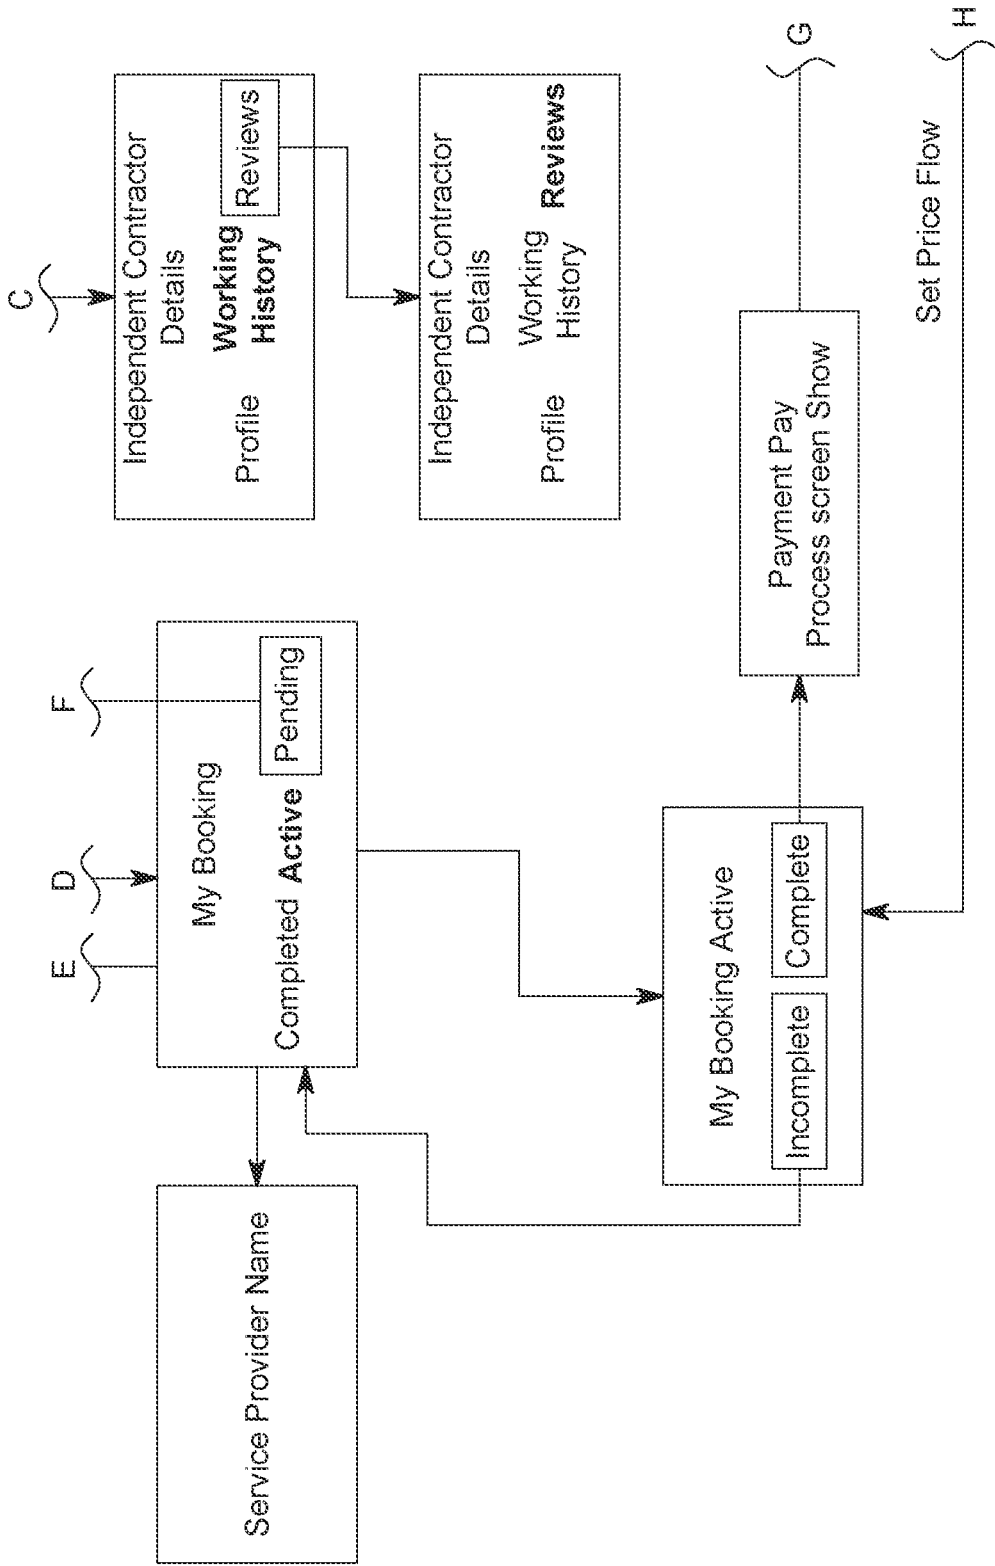 E
D
F
C
Service Provider Name
My Booking
Completed Active
Pending
Independent Contractor
Details
Profile
Working
History
Reviews
Independent Contractor
Details
Profile
Working
History
Reviews
My Booking Active
Incomplete
Complete
Payment Pay
Process screen Show
G
Set Price Flow
H